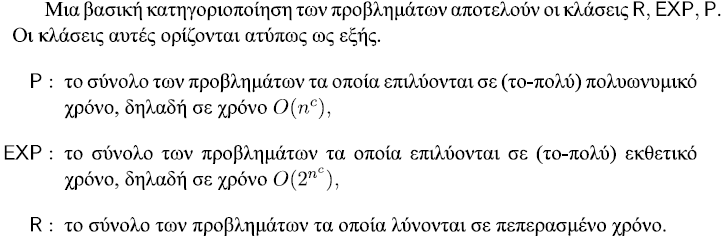 Μια βασική κατηγοριοποίηση των προβλημάτων αποτελούν οι κλάσεις R, EXP, P.
Οι κλάσεις αυτές ορίζονται ατύπως ως εξής.
P : το σύνολο των προβλημάτων τα οποία επιλύονται σε (το-πολύ) πολυωνυμικό
χρόνο, δηλαδή σε χρόνο O(n^c),
EXP : το σύνολο των προβλημάτων τα οποία επιλύονται σε (το-πολύ) εκθετικό
χρόνο, δηλαδή σε χρόνο O(2^{n^c}),
R : το σύνολο των προβλημάτων τα οποία λύνονται σε πεπερασμένο χρόνο.